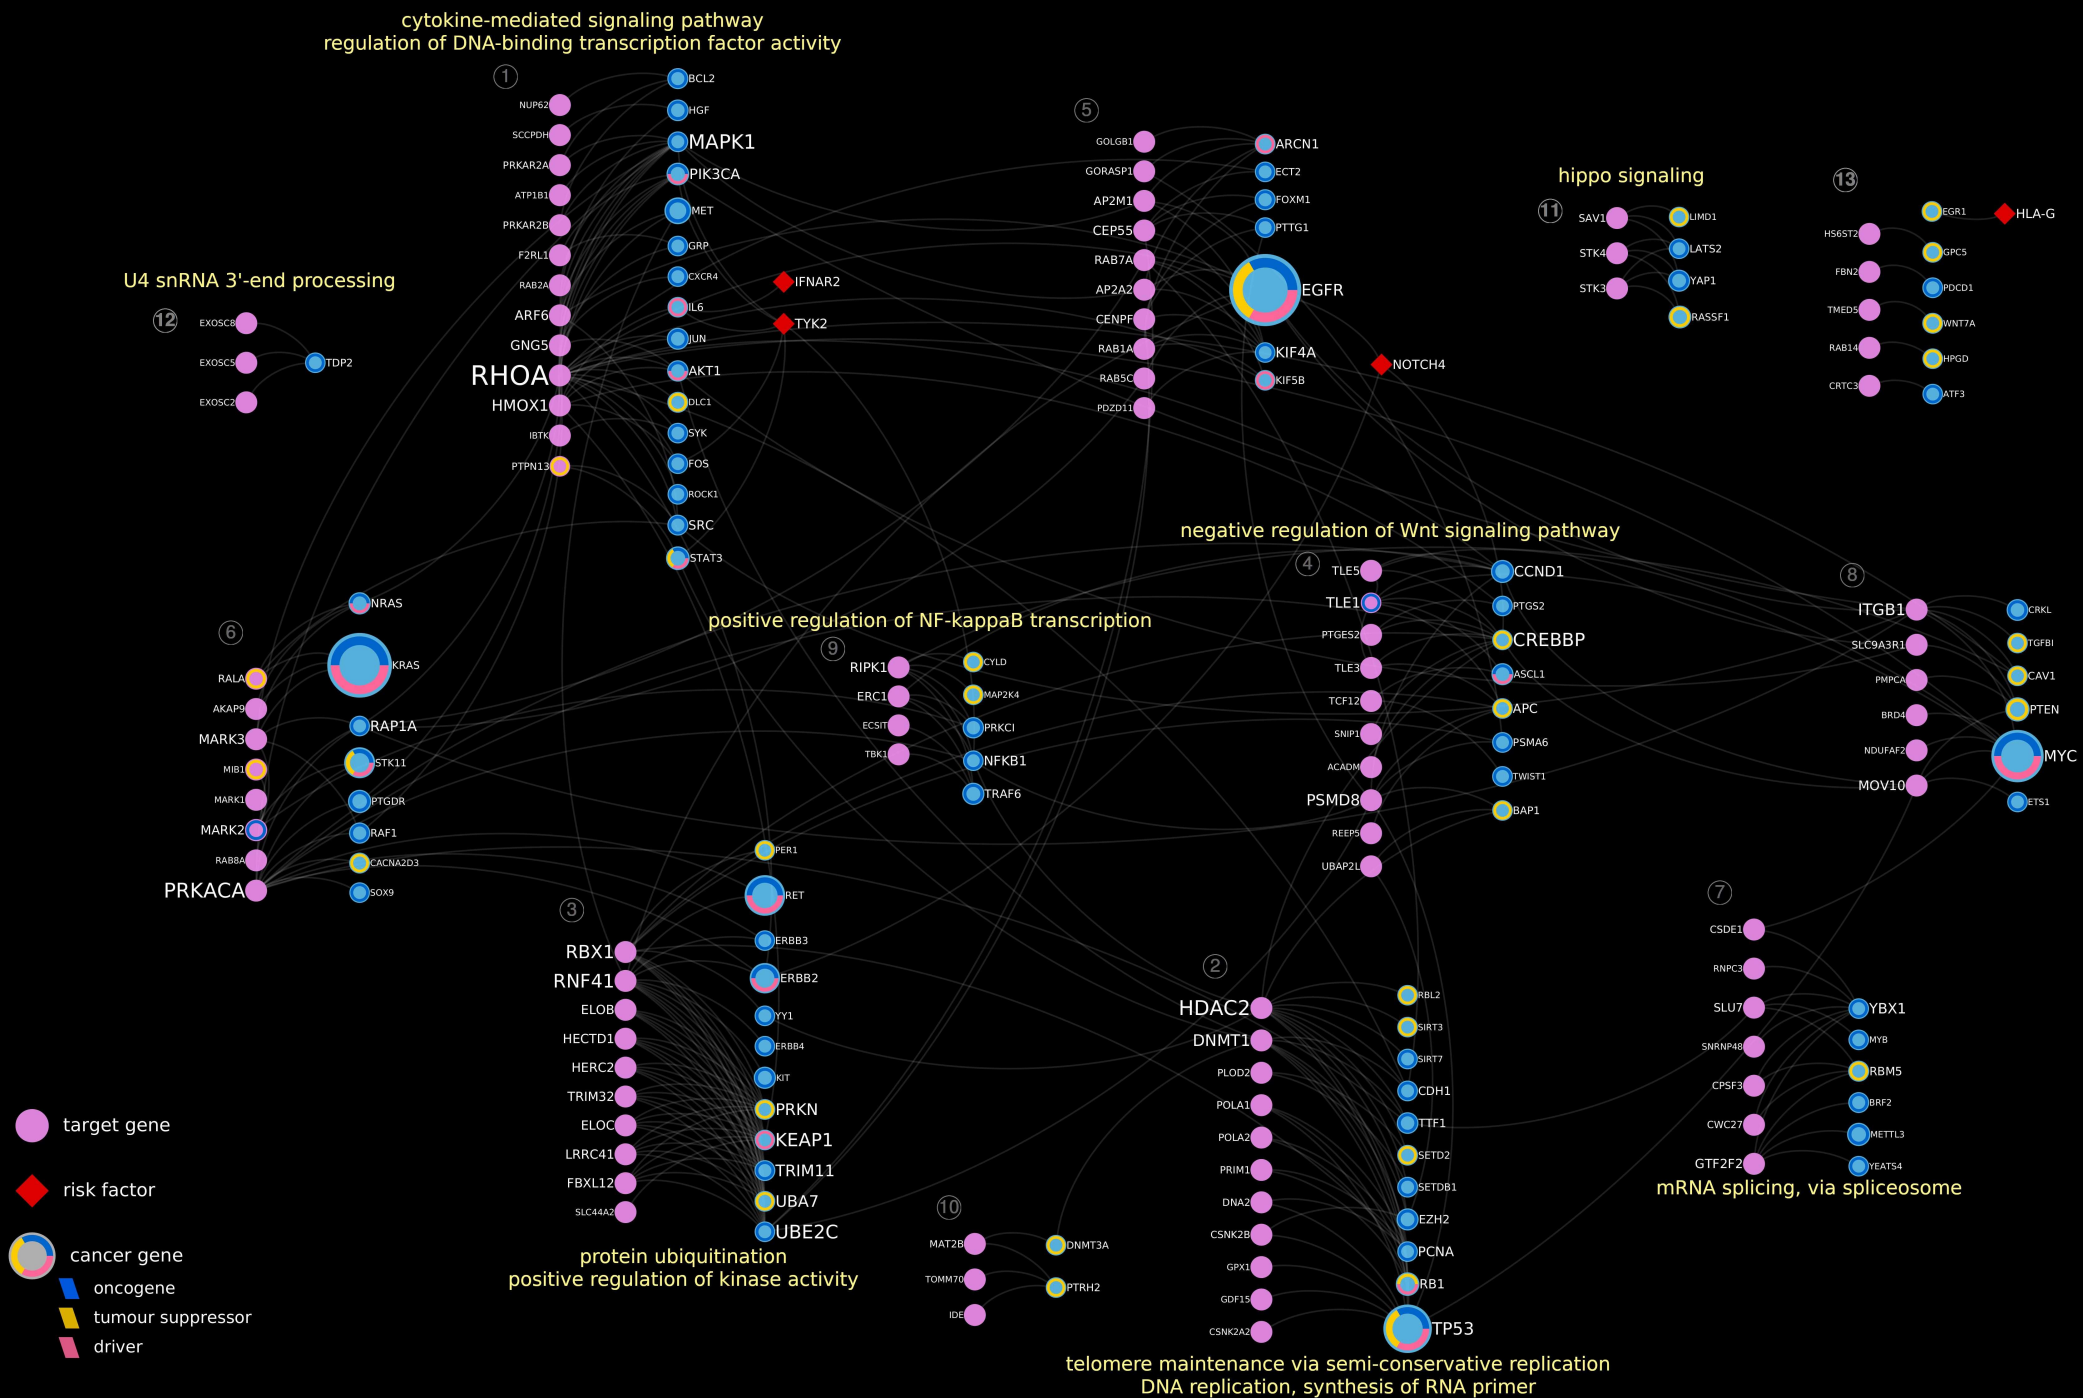 cytokine-mediated signaling pathway
regulation of DNA-binding transcription factor activity
1
NUP62
SCCPDH
PRKAR2A
ATP1B1
PRKAR2B
F2RL1
RAB2A
ARF6
GNG5
RHOA
HMOX1
IBTK
PTPN13
BCL2
HGF
MAPK1
PIK3CA
MET
GRP
CXCR4
IL6
JUN
AKT1
DLC1
SYK
FOS
ROCK1
SRC
STAT3
IFNAR2
TYK2
5
GOLGB1
GORASP1
AP2M1
CEP55
RAB7A
AP2A2
CENPF
RAB1A
RAB5C
PDZD11
ARCN1
ECT2
FOXM1
PTTG1
EGFR
KIF4A
KIF5B
NOTCH4
hippo signaling
11
SAV1
STK4
STK3
LIMD1
LATS2
YAP1
RASSF1
13
HS6ST2
FBN2
TMED5
RAB14
CRTC3
EGR1
GPC5
PDCD1
WNT7A
HPGD
ATF3
HLA-G
U4 snRNA 3'-end processing
12
EXOSC8
EXOSC5
EXOSC2
TDP2
6
RALA
AKAP9
MARK3
MIB1
MARK1
MARK2
RAB8A
PRKACA
NRAS
KRAS
RAP1A
STK11
PTGDR
RAF1
CACNA2D3
SOX9
positive regulation of NF-kappaB transcription
9
RIPK1
ERC1
ECSIT
TBK1
CYLD
MAP2K4
PRKCI
NFKB1
TRAF6
negative regulation of Wnt signaling pathway
4
TLE5
TLE1
PTGES2
TLE3
TCF12
SNIP1
ACADM
PSMD8
REEP5
UBAP2L
CCND1
PTGS2
CREBBP
ASCL1
APC
PSMA6
TWIST1
BAP1
8
ITGB1
SLC9A3R1
PMPCA
BRD4
NDUFAF2
MOV10
CRKL
TGFBI
CAV1
PTEN
MYC
ETS1
3
RBX1
RNF41
ELOB
HECTD1
HERC2
TRIM32
ELOC
LRRC41
FBXL12
SLC44A2
PER1
RET
ERBB3
ERBB2
YY1
ERBB4
KIT
PRKN
KEAP1
TRIM11
UBA7
UBE2C
protein ubiquitination
positive regulation of kinase activity
10
MAT2B
TOMM70
IDE
DNMT3A
PTRH2
2
HDAC2
DNMT1
PLOD2
POLA1
POLA2
PRIM1
DNA2
CSNK2B
GPX1
GDF15
CSNK2A2
RBL2
SIRT3
SIRT7
CDH1
TTF1
SETD2
SETDB1
EZH2
PCNA
RB1
TP53
telomere maintenance via semi-conservative replication
DNA replication, synthesis of RNA primer
7
CSDE1
RNPC3
SLU7
SNRNP48
CPSF3
CWC27
GTF2F2
YBX1
MYB
RBM5
BRF2
METTL3
YEATS4
mRNA splicing, via spliceosome
target gene
risk factor
cancer gene
oncogene
tumour suppressor
driver